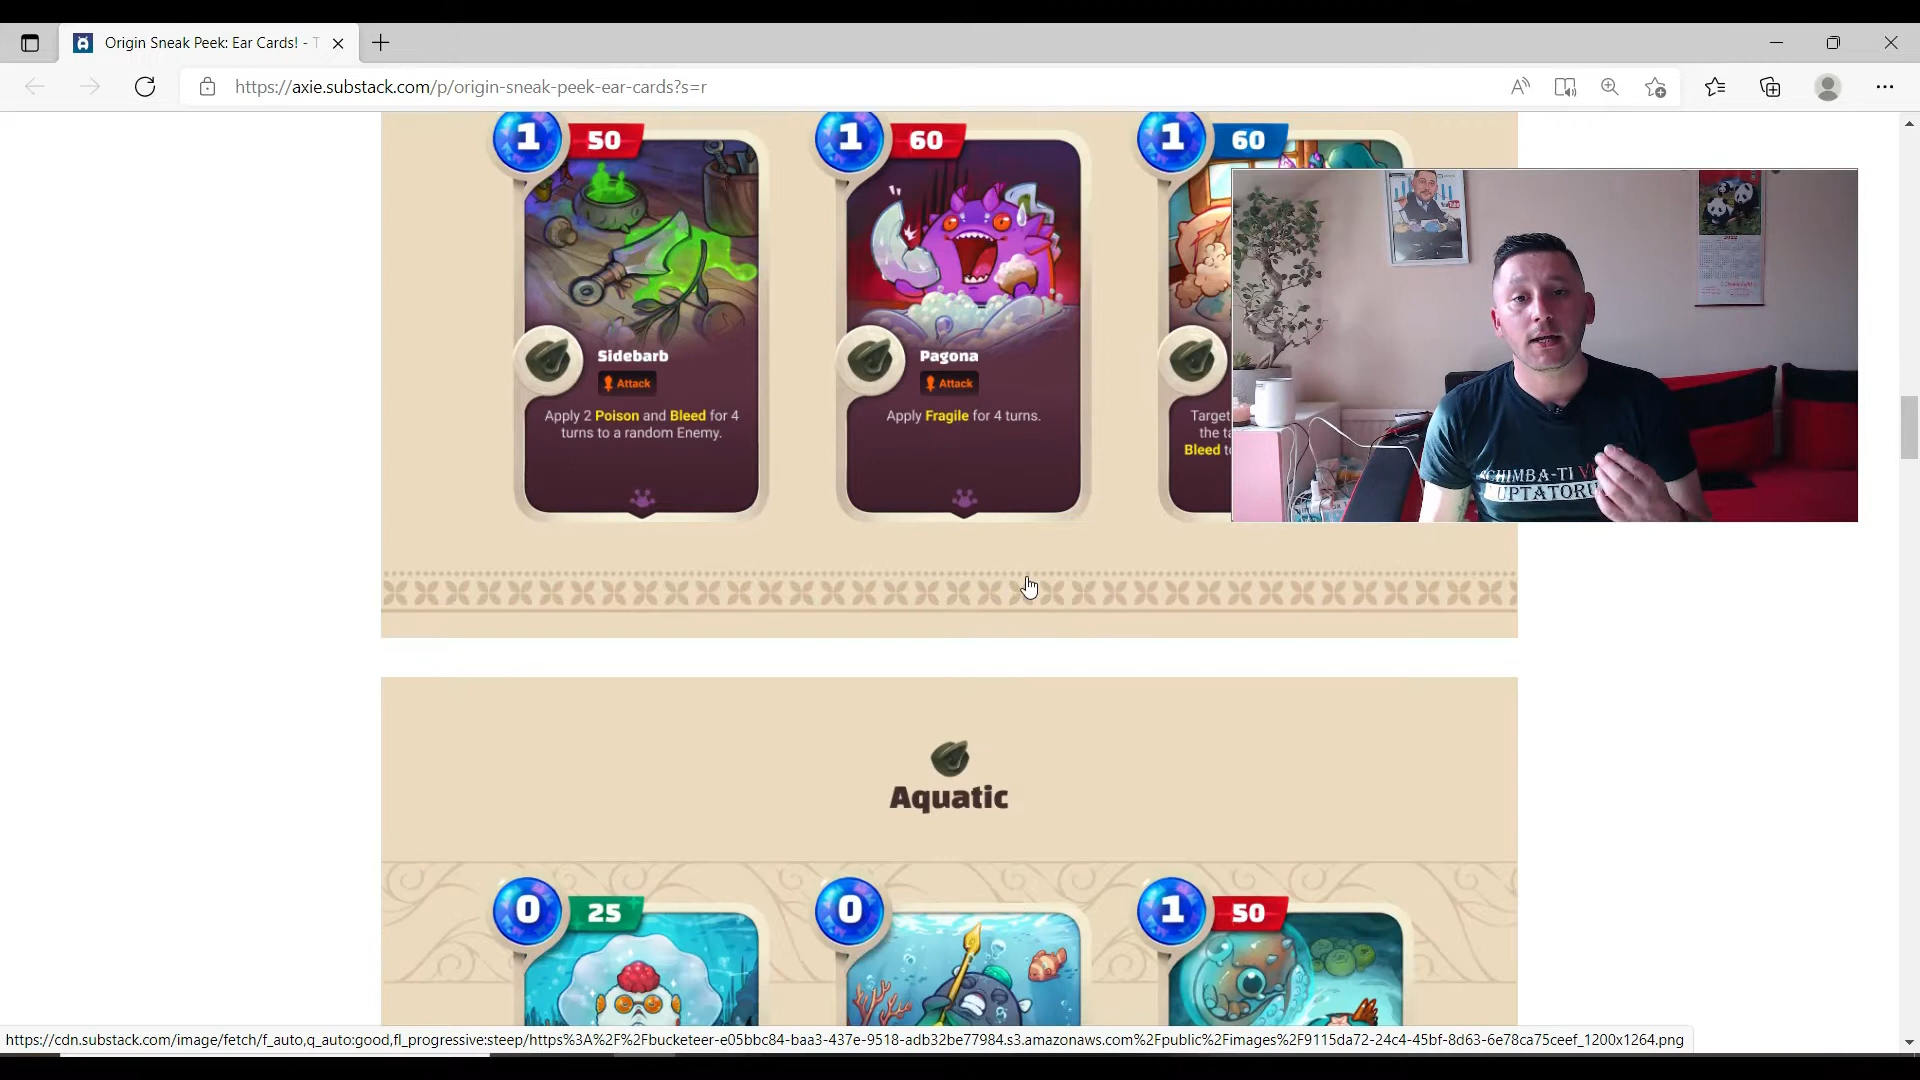 Origin Sneak Peek: Ear Cards! - T
https://axie.substack.com/p/origin-sneak-peek-ear-cards?s=r
1 50
1 60
1 60
Sidebarb
Attack
Apply 2 Poison and Bleed for 4
turns to a random Enemy.
Pagona
Attack
Apply Fragile for 4 turns.
Target
the ta
Bleed t
CHIMBA-TI VI
UPTATORU
Aquatic
0 25
0
1 50
https://cdn.substack.com/image/fetch/f_auto,q_auto:good,fl_progressive:steep/https%3A%2F%2Fbucketeer-e05bbc84-baa3-437e-9518-adb32be77984.s3.amazonaws.com%2Fpublic%2Fimages%2F9115da72-24c4-45bf-8d63-6e78ca75ceef_1200x1264.png